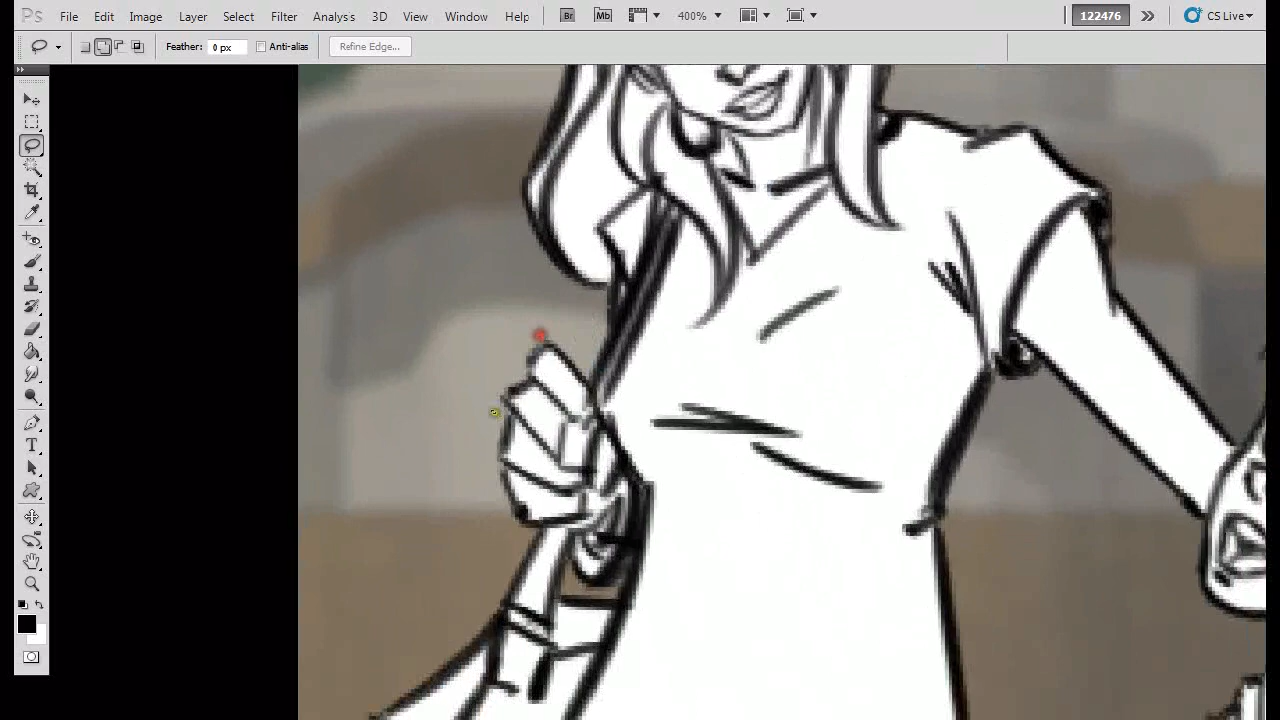 Ps File Edit Image Layer Select Filter Analysis 3D View Window Help Br Mb 400% 122476 CS Live
Feather: 0 px Anti-alias Refine Edge...
T